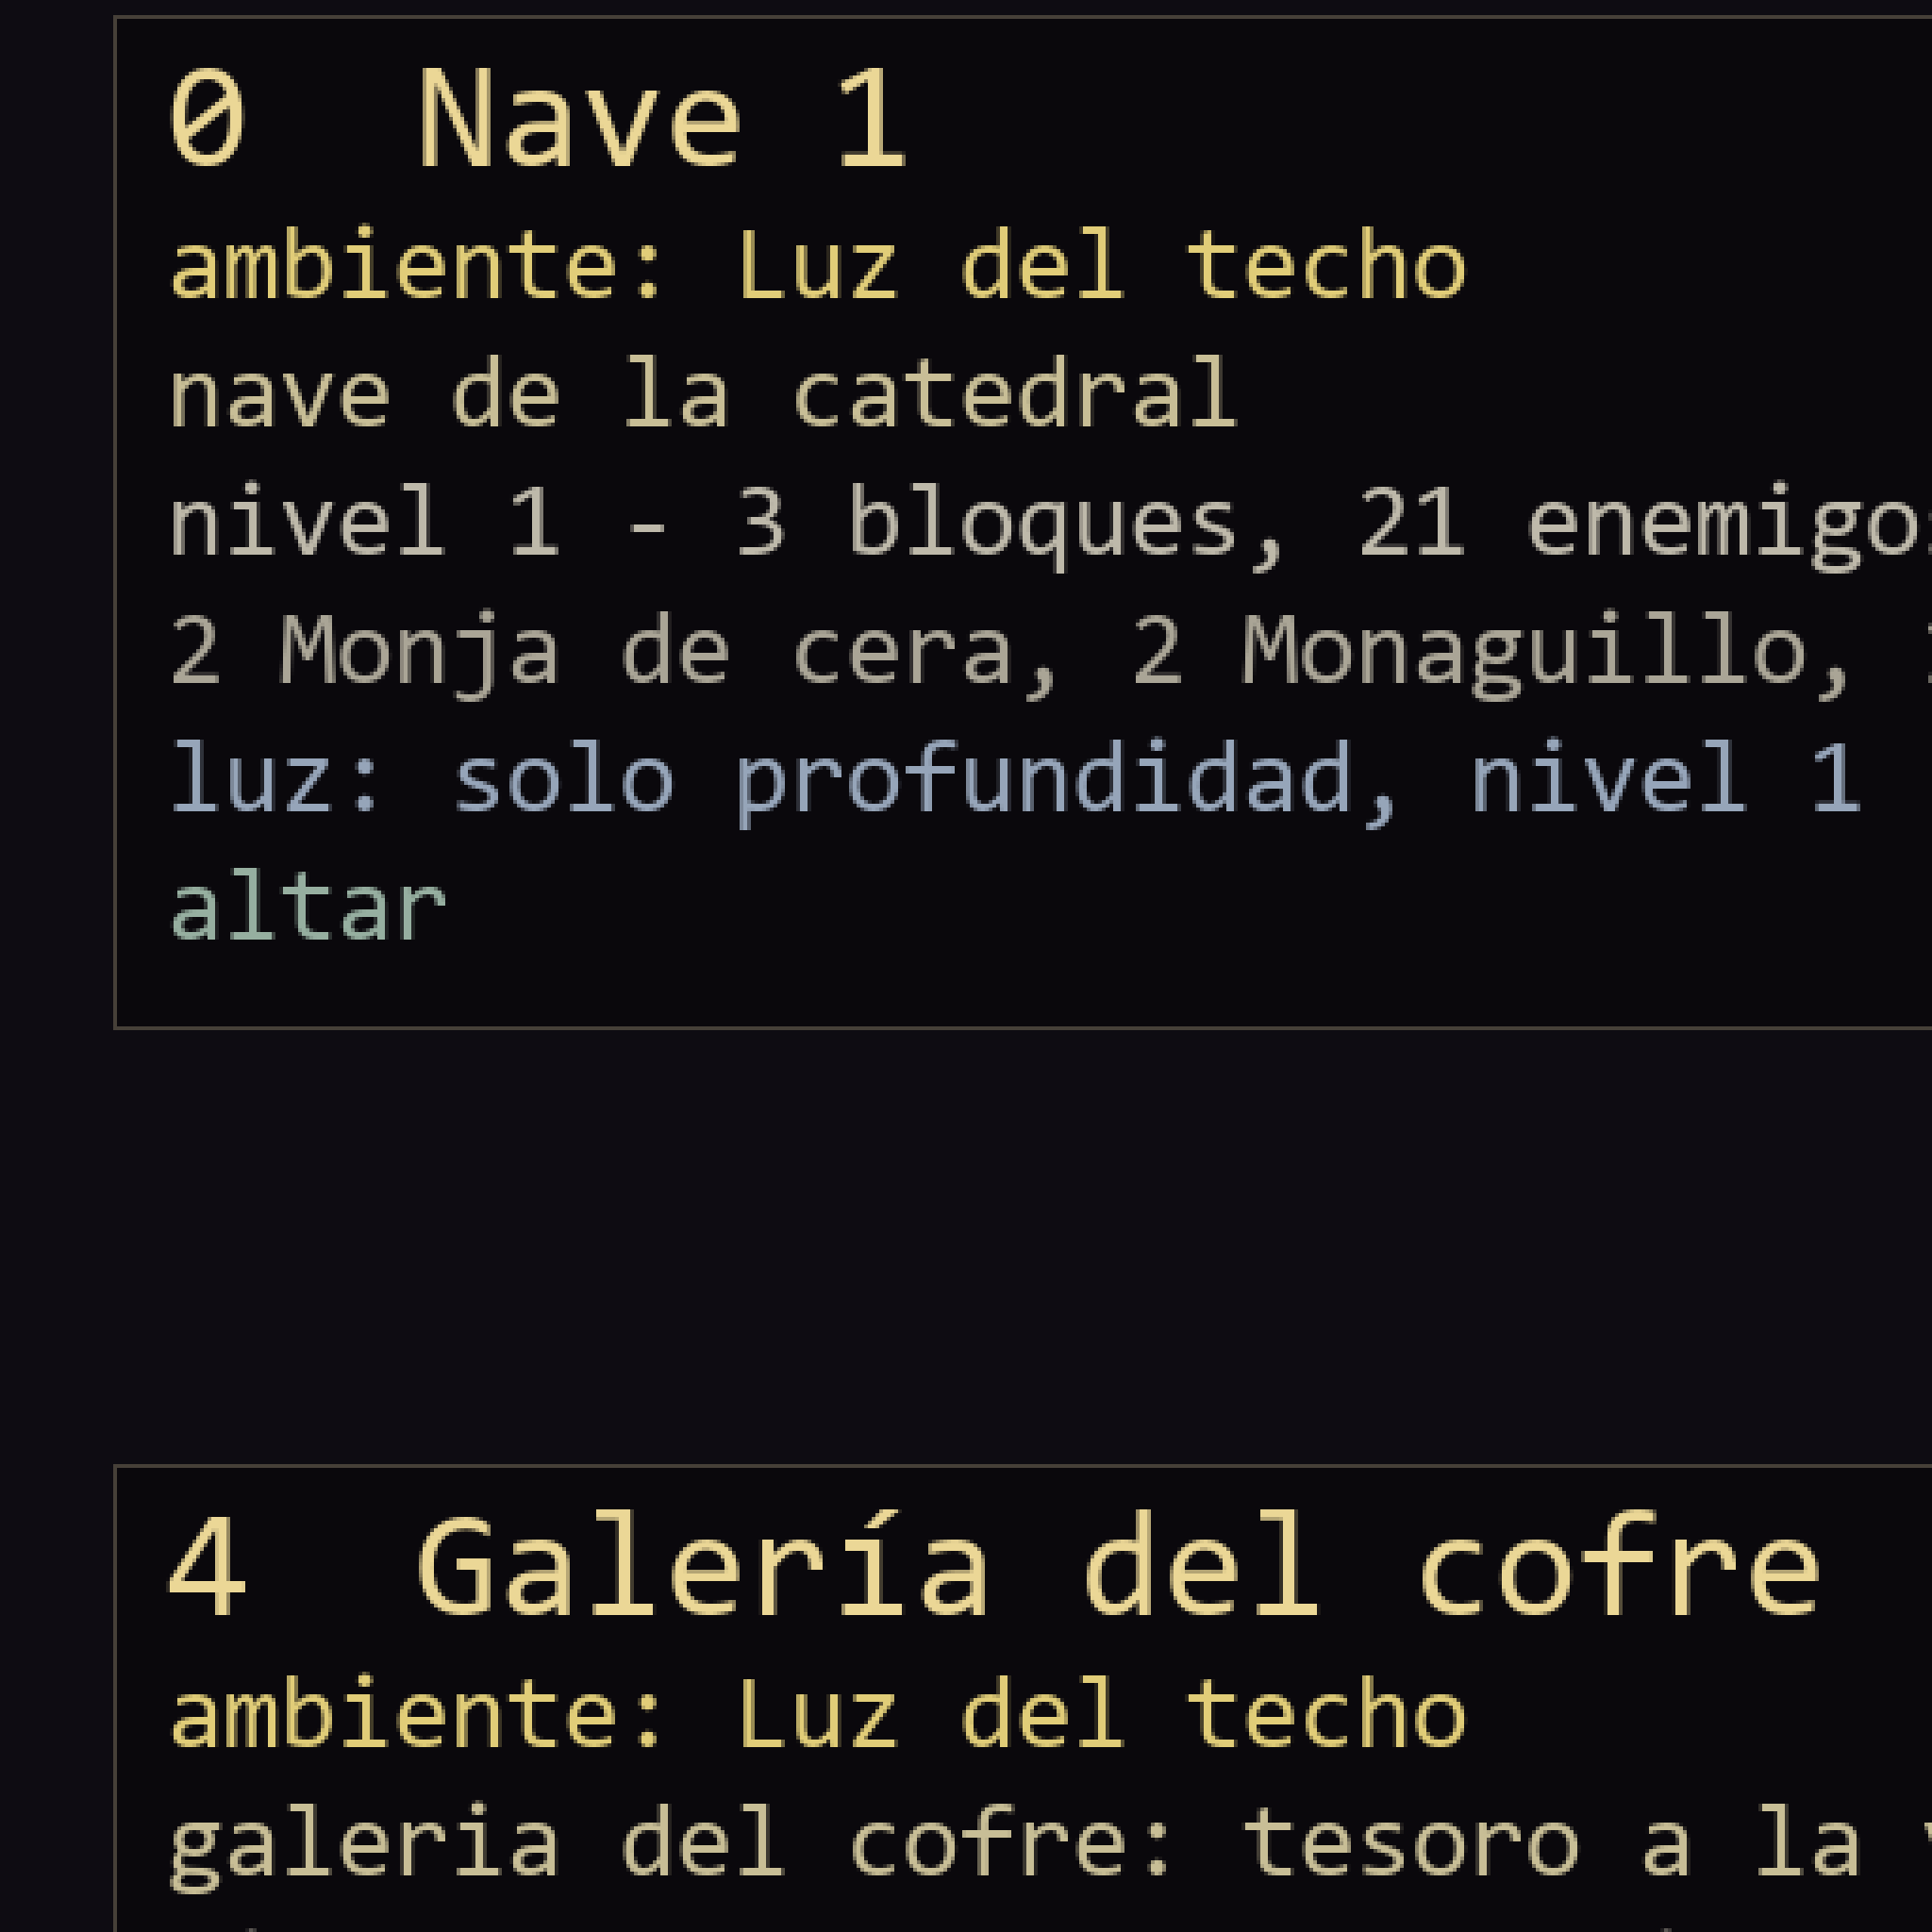 0  Nave 1
ambiente: Luz del techo
nave de la catedral
nivel 1 - 3 bloques, 21 enemigo
2 Monja de cera, 2 Monaguillo,
luz: solo profundidad, nivel 1
altar
4  Galería del cofre
ambiente: Luz del techo
galeria del cofre: tesoro a la